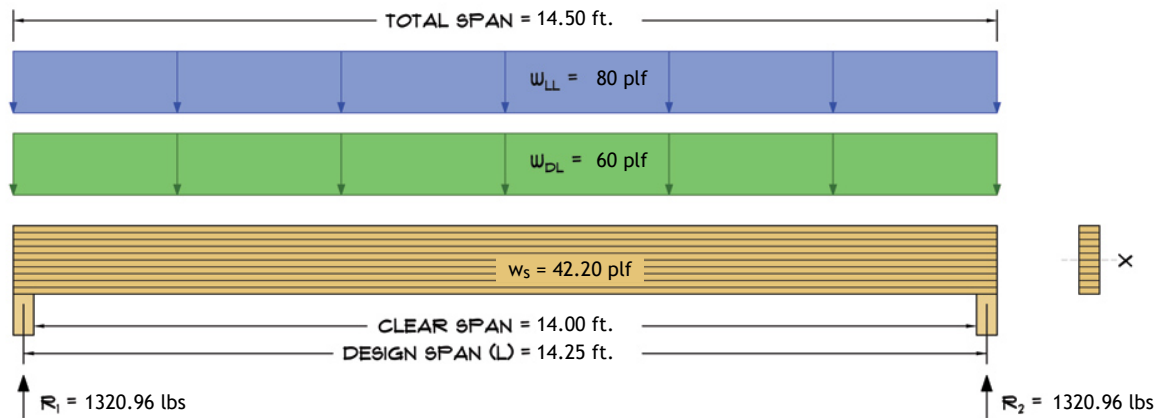 TOTAL SPAN = 14.50 ft.
WLL = 80 plf
WDL = 60 plf
ws = 42.20 plf
X
CLEAR SPAN = 14.00 ft.
DESIGN SPAN (L) = 14.25 ft.
R1 = 1320.96 lbs
R2 = 1320.96 lbs